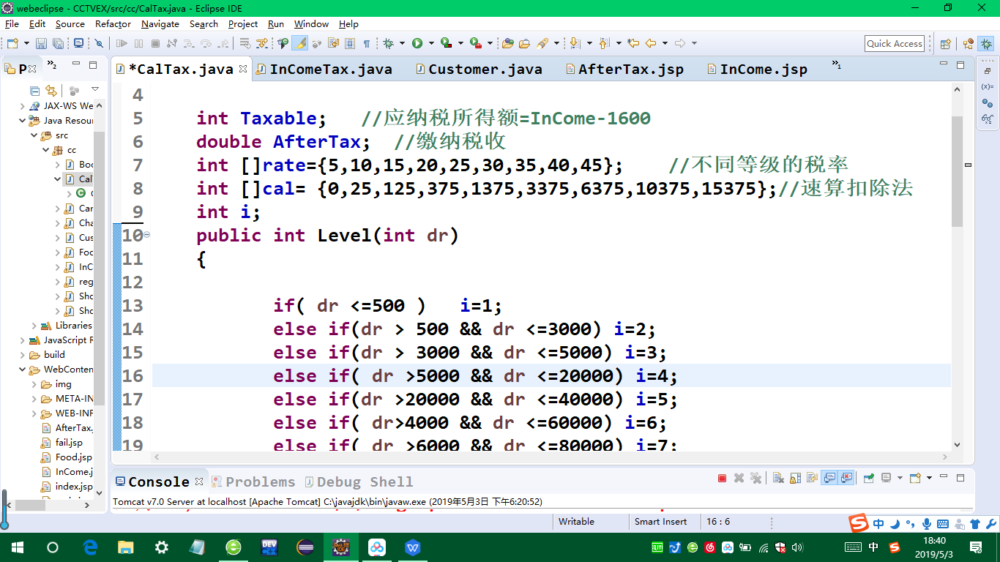 webeclipse - CCTVEX/src/cc/CalTax.java - Eclipse IDE
File Edit Source Refactor Navigate Search Project Run Window Help
Quick Access
P
*CalTax.java InComeTax.java Customer.java AfterTax.jsp InCome.jsp
JAX-WS We
Java Resou
src
cc
Boo
Cal
Car
Cha
Cus
Foo
InC
reg
Sho
Sho
Libraries
JavaScript R
build
WebConten
img
META-IN
WEB-INF
AfterTax.
fail.jsp
Food.jsp
InCome.j
index.jsp
4
5 int Taxable; //应纳税所得额=InCome-1600
6 double AfterTax; //缴纳税收
7 int []rate={5,10,15,20,25,30,35,40,45}; //不同等级的税率
8 int []cal= {0,25,125,375,1375,3375,6375,10375,15375};//速算扣除法
9 int i;
10 public int Level(int dr)
11 {
12
13 if( dr <=500 ) i=1;
14 else if(dr > 500 && dr <=3000) i=2;
15 else if(dr > 3000 && dr <=5000) i=3;
16 else if( dr >5000 && dr <=20000) i=4;
17 else if(dr >20000 && dr <=40000) i=5;
18 else if( dr>4000 && dr <=60000) i=6;
19 else if( dr >6000 && dr <=80000) i=7;
Console Problems Debug Shell
Tomcat v7.0 Server at localhost [Apache Tomcat] C:\javajdk\bin\javaw.exe (2019年5月3日 下午6:20:52)
Writable Smart Insert 16 : 6
中
DEV
中
18:40
2019/5/3